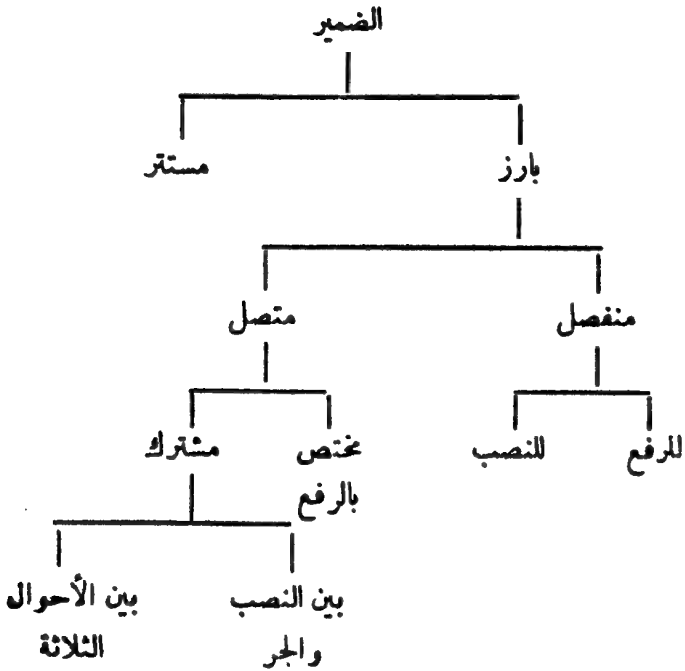 الضمير
بارز
مستتر
منفصل
متصل
للرفع
للنصب
مختص
بالرفع
مشترك
بين النصب
والجر
بين الأحوال
الثلاثة